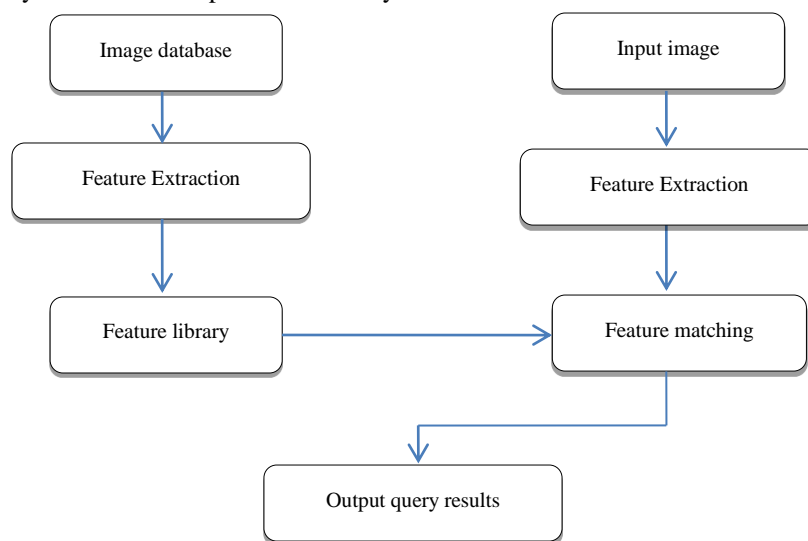 Image database
Input image
Feature Extraction
Feature Extraction
Feature library
Feature matching
Output query results